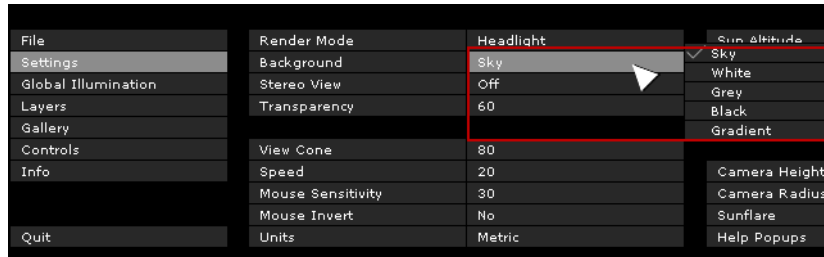 File
Settings
Global Illumination
Layers
Gallery
Controls
Info
Quit
Render Mode Headlight
Background Sky
Stereo View Off
Transparency 60
View Cone 80
Speed 20
Mouse Sensitivity 30
Mouse Invert No
Units Metric
Sun Altitude
Sky
White
Grey
Black
Gradient
Camera Height
Camera Radius
Sunflare
Help Popups